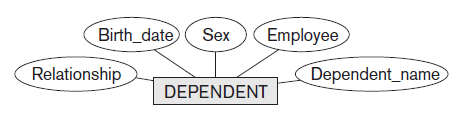 Birth_date Sex Employee
Relationship Dependent_name
DEPENDENT